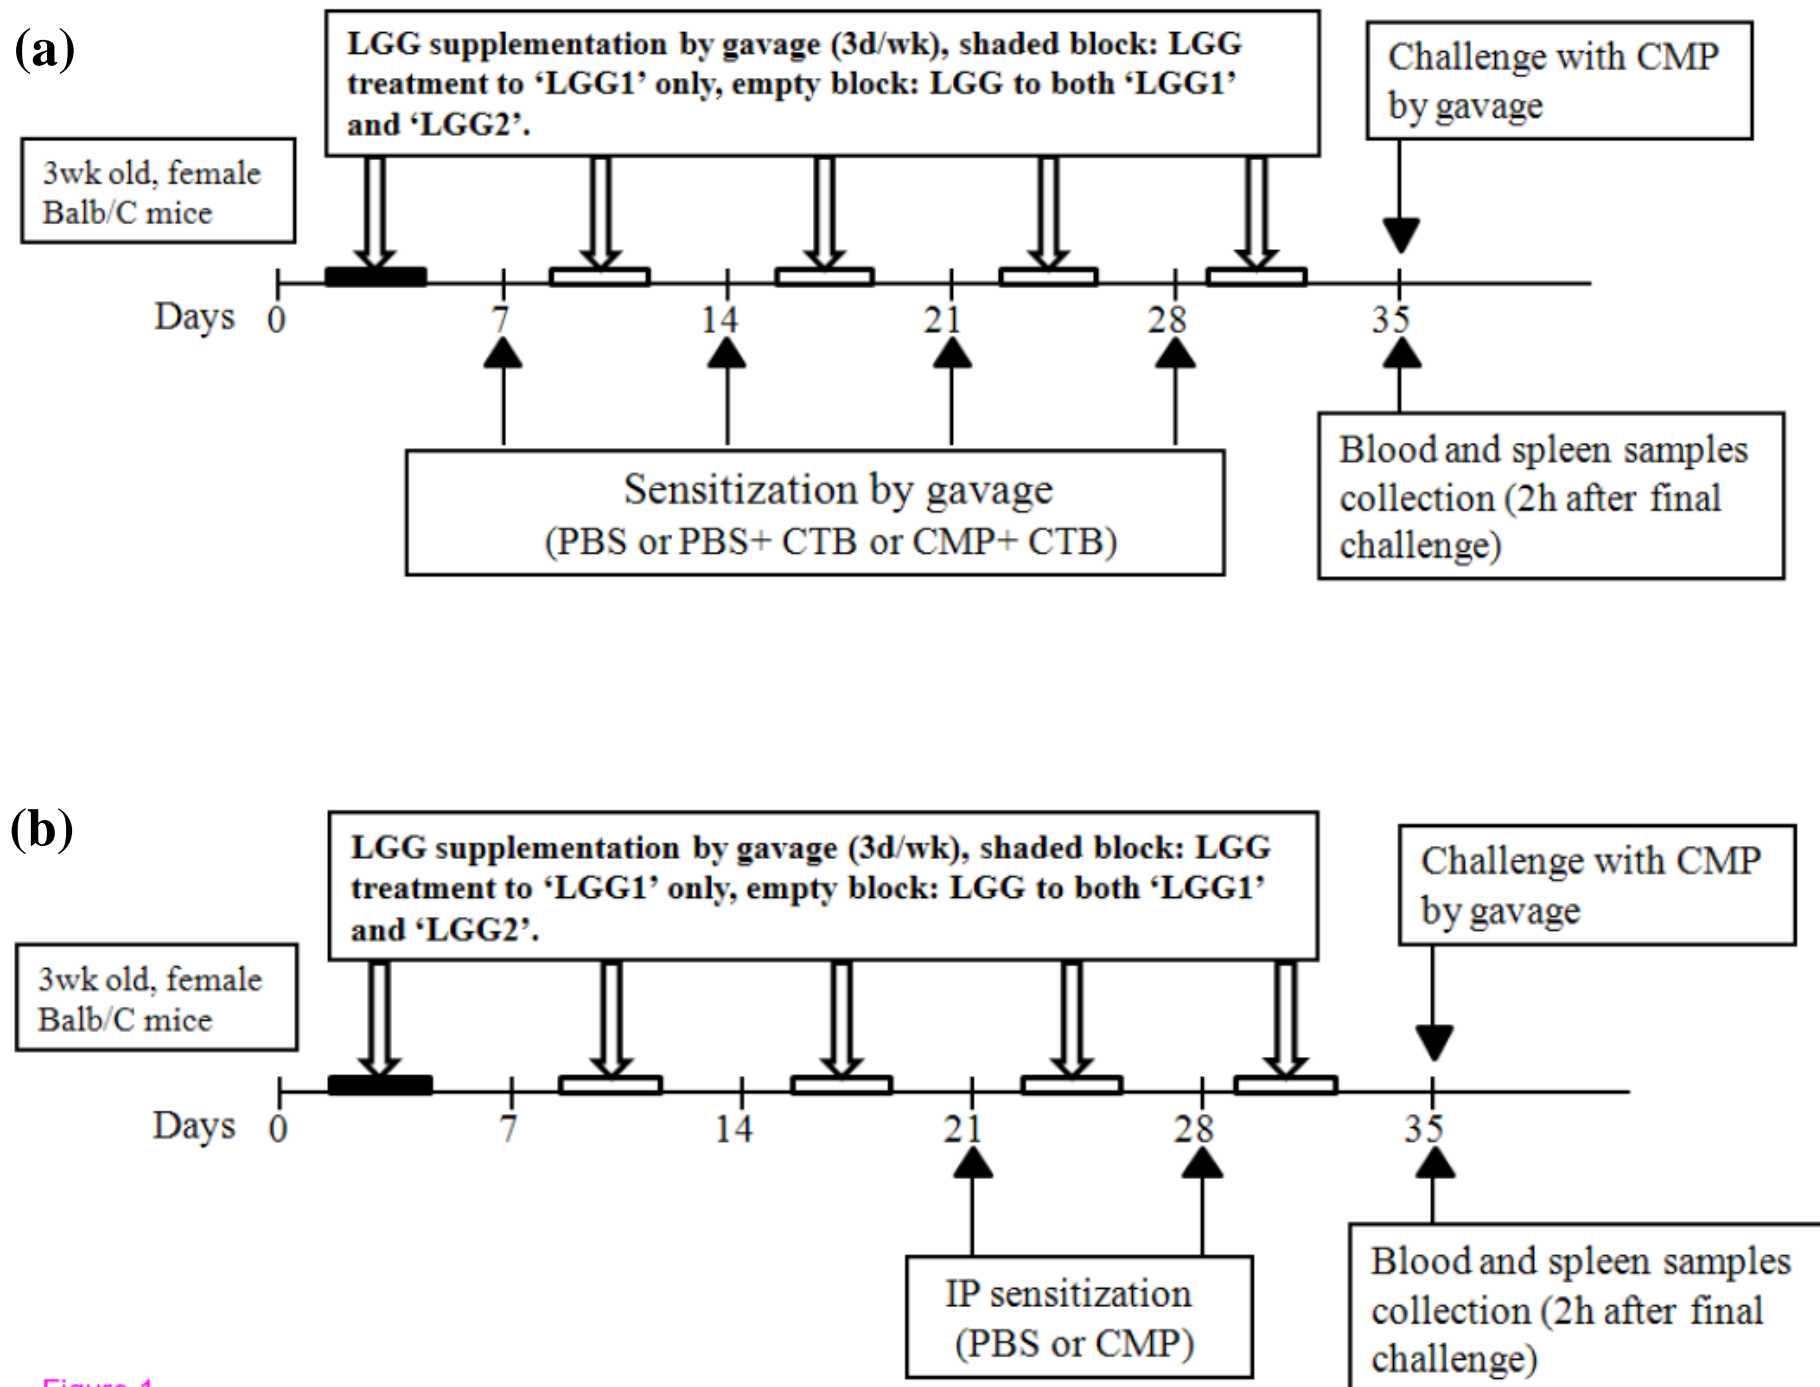 (a)
LGG supplementation by gavage (3d/wk), shaded block: LGG
treatment to ‘LGG1’ only, empty block: LGG to both ‘LGG1’
and ‘LGG2’.
Challenge with CMP
by gavage
3wk old, female
Balb/C mice
Days 0 7 14 21 28 35
Sensitization by gavage
(PBS or PBS+ CTB or CMP+ CTB)
Blood and spleen samples
collection (2h after final
challenge)
(b)
LGG supplementation by gavage (3d/wk), shaded block: LGG
treatment to ‘LGG1’ only, empty block: LGG to both ‘LGG1’
and ‘LGG2’.
Challenge with CMP
by gavage
3wk old, female
Balb/C mice
Days 0 7 14 21 28 35
IP sensitization
(PBS or CMP)
Blood and spleen samples
collection (2h after final
challenge)
Figure 1